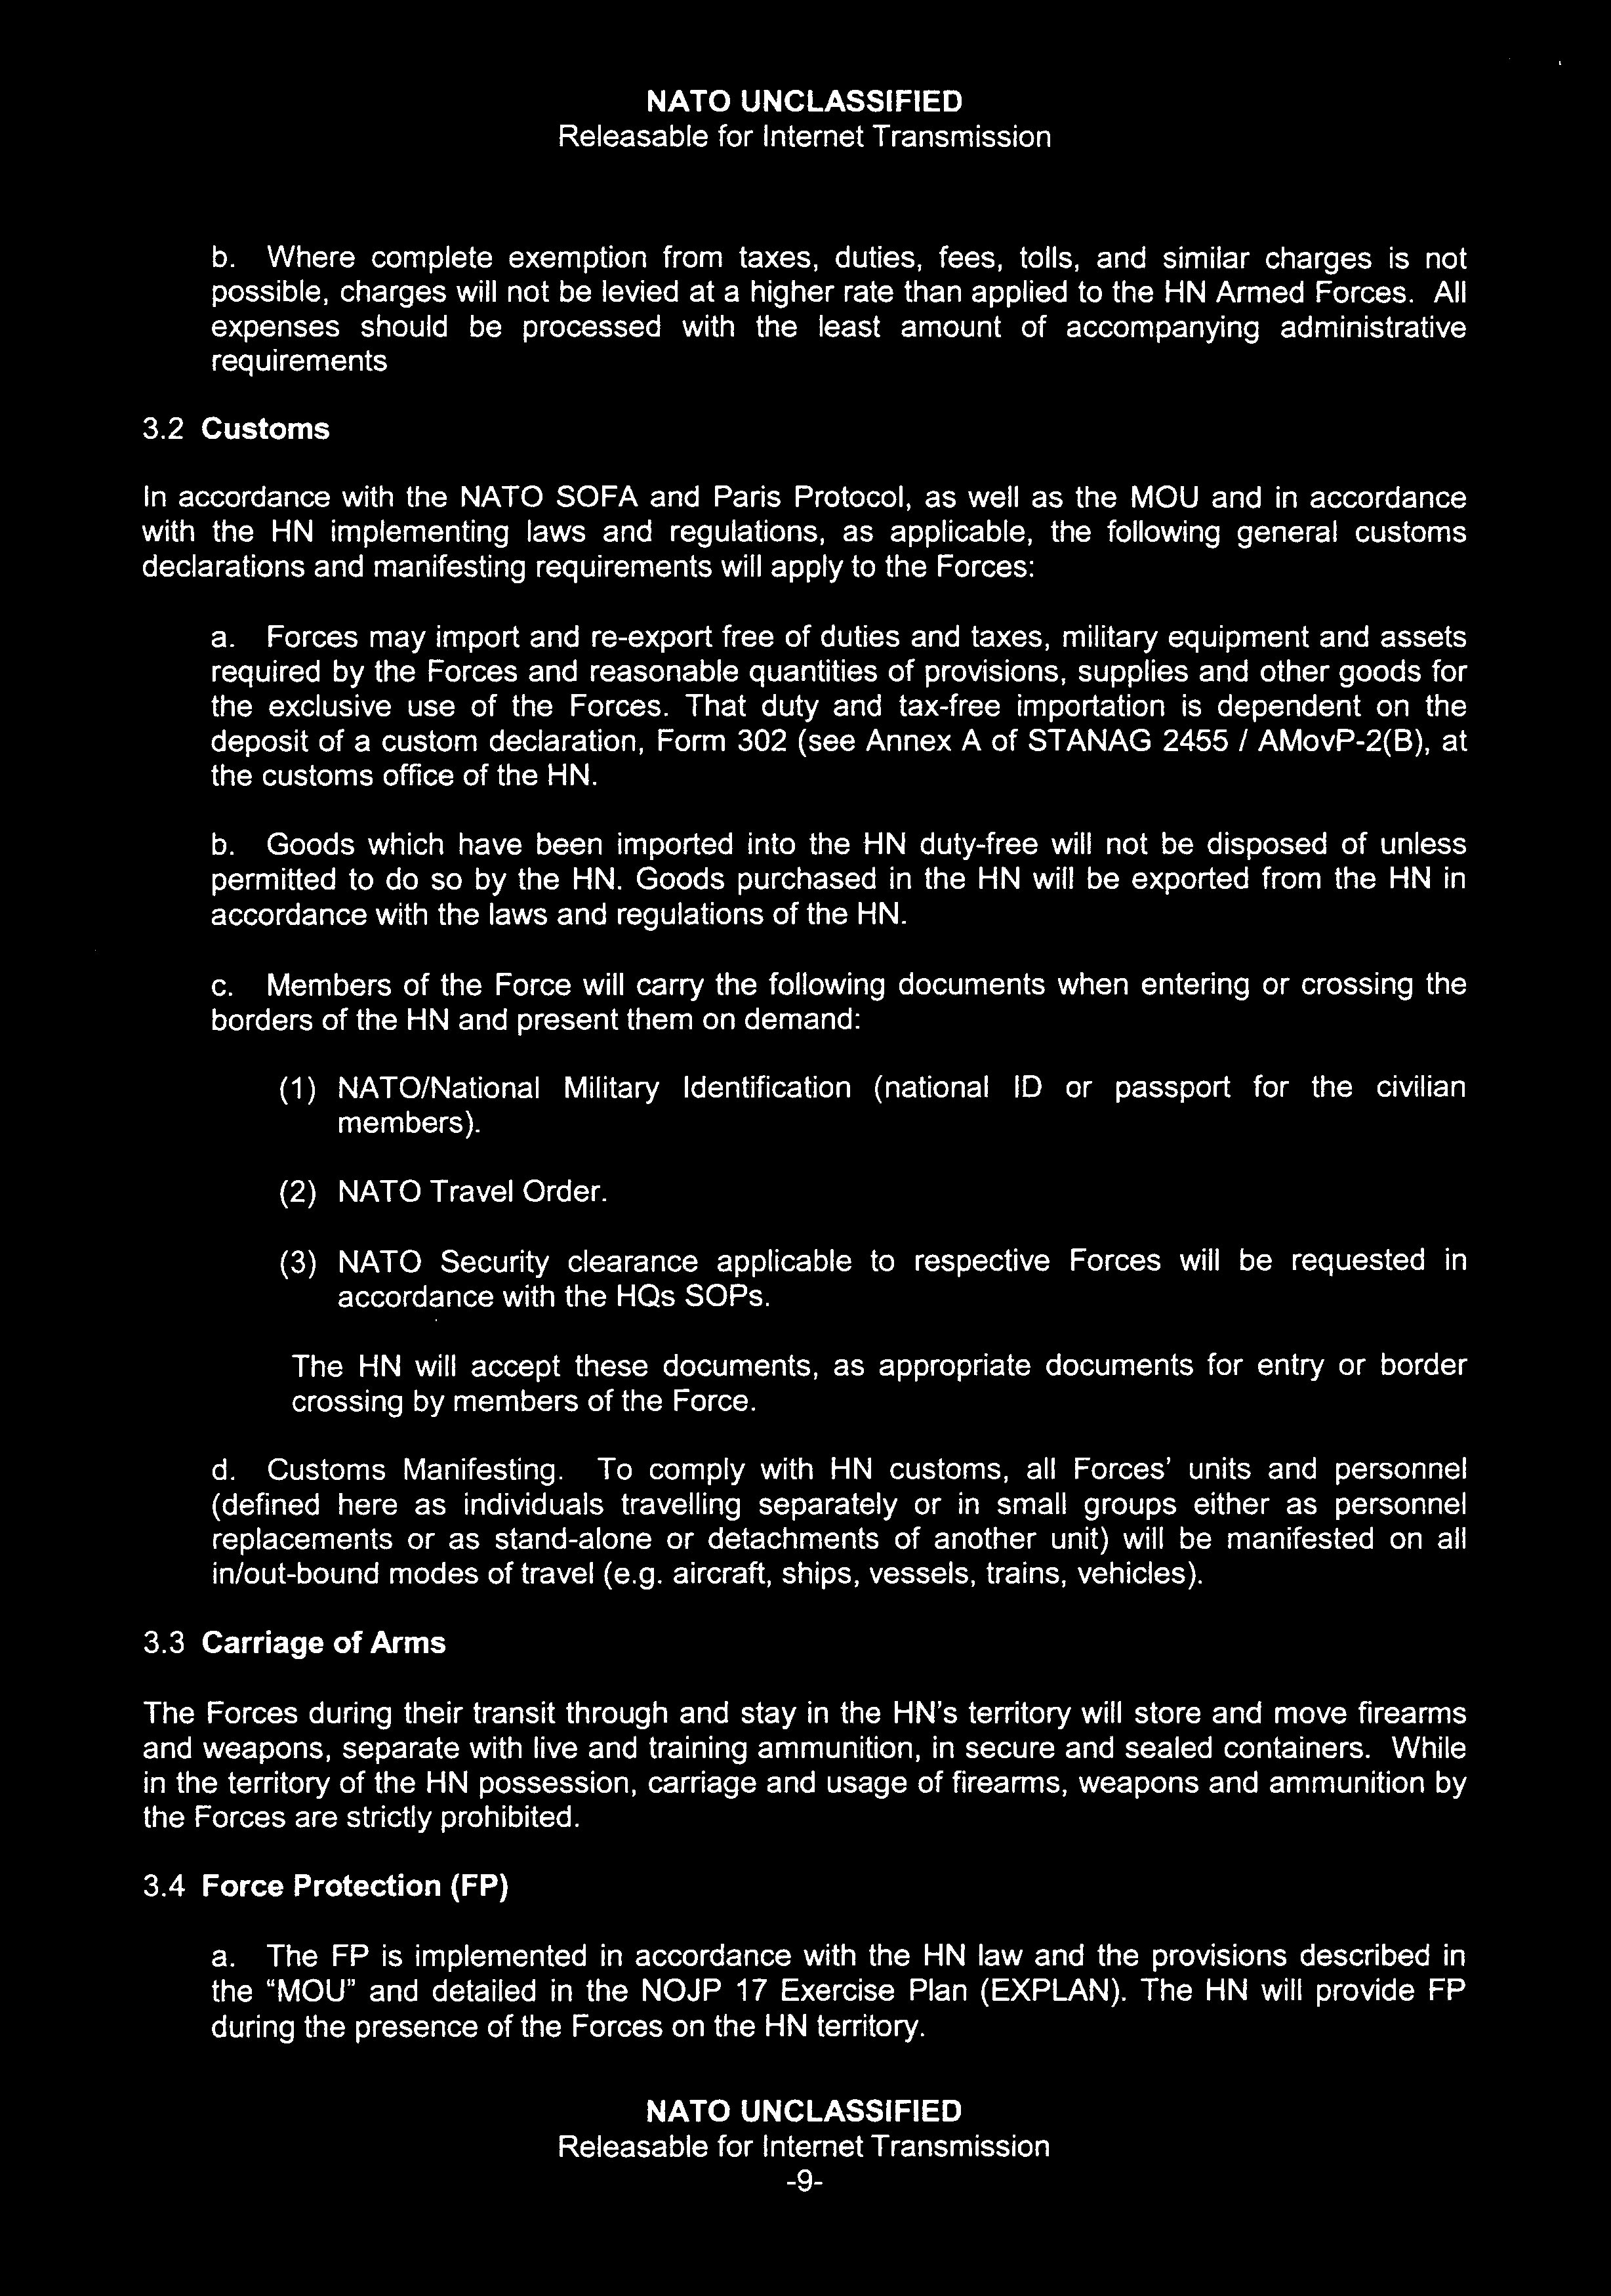 NATO UNCLASSIFIED
Releasable for Internet Transmission
b. Where complete exemption from taxes, duties, fees, tolls, and similar charges is not
possible, charges will not be levied at a higher rate than applied to the HN Armed Forces. All
expenses should be processed with the least amount of accompanying administrative
requirements
3.2 Customs
In accordance with the NATO SOFA and Paris Protocol, as well as the MOU and in accordance
with the HN implementing laws and regulations, as applicable, the following general customs
declarations and manifesting requirements will apply to the Forces:
a. Forces may import and re-export free of duties and taxes, military equipment and assets
required by the Forces and reasonable quantities of provisions, supplies and other goods for
the exclusive use of the Forces. That duty and tax-free importation is dependent on the
deposit of a custom declaration, Form 302 (see Annex A of STANAG 2455 / AMovP-2(B), at
the customs office of the HN.
b. Goods which have been imported into the HN duty-free will not be disposed of unless
permitted to do so by the HN. Goods purchased in the HN will be exported from the HN in
accordance with the laws and regulations of the HN.
c. Members of the Force will carry the following documents when entering or crossing the
borders of the HN and present them on demand:
(1) NATO/National Military Identification (national ID or passport for the civilian
members).
(2) NATO Travel Order.
(3) NATO Security clearance applicable to respective Forces will be requested in
accordance with the HQs SOPs.
The HN will accept these documents, as appropriate documents for entry or border
crossing by members of the Force.
d. Customs Manifesting. To comply with HN customs, all Forces' units and personnel
(defined here as individuals travelling separately or in small groups either as personnel
replacements or as stand-alone or detachments of another unit) will be manifested on all
in/out-bound modes of travel (e.g. aircraft, ships, vessels, trains, vehicles).
3.3 Carriage of Arms
The Forces during their transit through and stay in the HN's territory will store and move firearms
and weapons, separate with live and training ammunition, in secure and sealed containers. While
in the territory of the HN possession, carriage and usage of firearms, weapons and ammunition by
the Forces are strictly prohibited.
3.4 Force Protection (FP)
a. The FP is implemented in accordance with the HN law and the provisions described in
the “MOU” and detailed in the NOJP 17 Exercise Plan (EXPLAN). The HN will provide FP
during the presence of the Forces on the HN territory.
NATO UNCLASSIFIED
Releasable for Internet Transmission
-9-